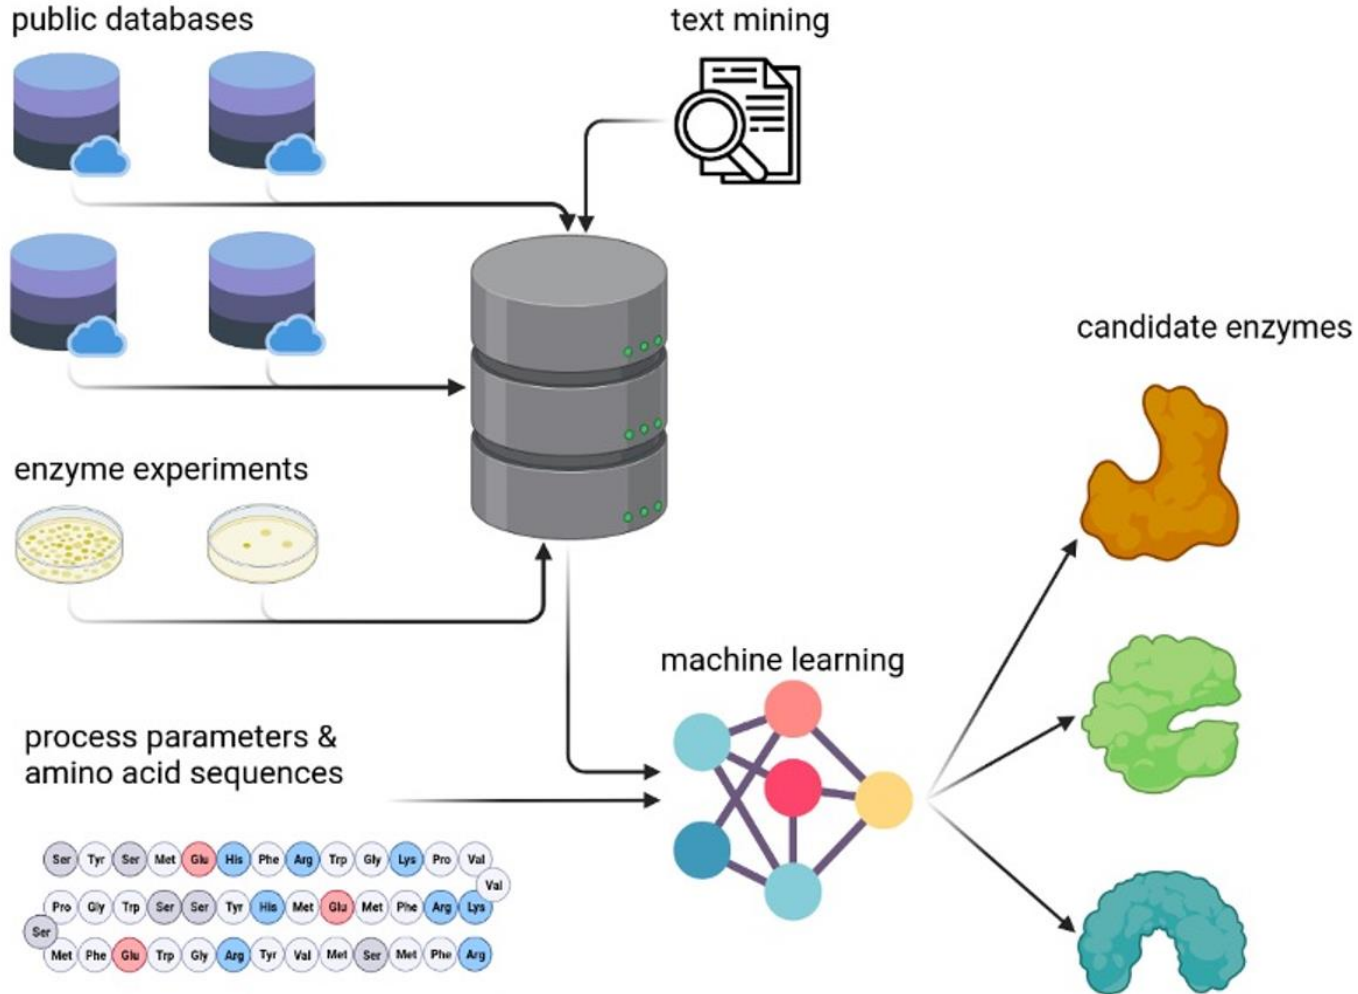 public databases
text mining
candidate enzymes
enzyme experiments
machine learning
process parameters &
amino acid sequences
Ser Tyr Ser Met Glu His Phe Arg Trp Gly Lys Pro Val
Val
Pro Gly Trp Ser Ser Tyr His Met Glu Met Phe Arg Lys
Ser
Met Phe Glu Trp Gly Arg Tyr Val Met Ser Met Phe Arg